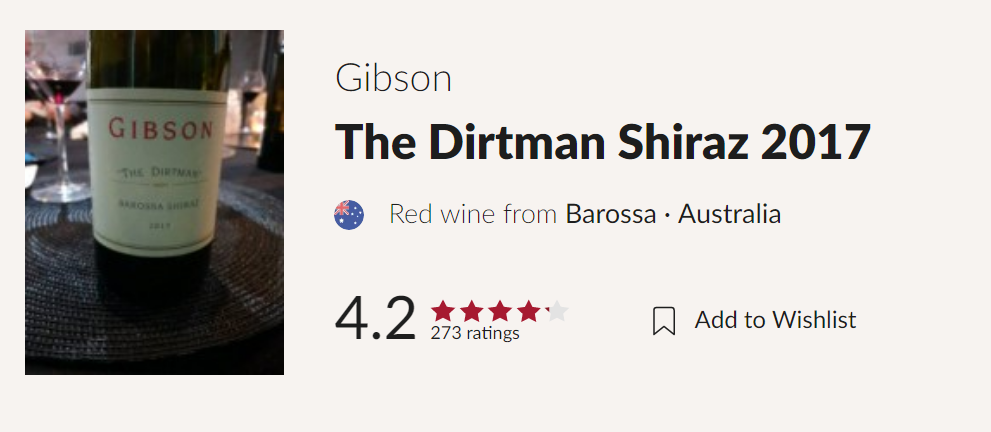 GIBSON
THE DIRTMAN
BAROSSA SHIRAZ
2017
Gibson
The Dirtman Shiraz 2017
Red wine from Barossa · Australia
4.2
273 ratings
Add to Wishlist